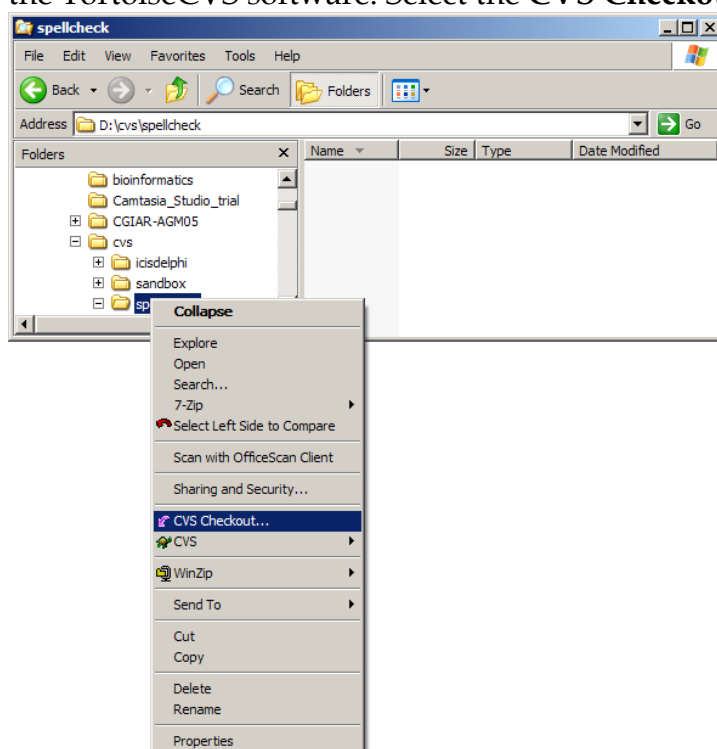 the TortoiseCVS software. Select the CVS Checkou
spellcheck
File Edit View Favorites Tools Help
Back Search Folders
Address D:\cvs\spellcheck Go
Folders Name Size Type Date Modified
bioinformatics
Camtasia_Studio_trial
CGIAR-AGM05
cvs
icisdelphi
sandbox
sp
Collapse
Explore
Open
Search...
7-Zip
Select Left Side to Compare
Scan with OfficeScan Client
Sharing and Security...
CVS Checkout...
CVS
WinZip
Send To
Cut
Copy
Delete
Rename
Properties